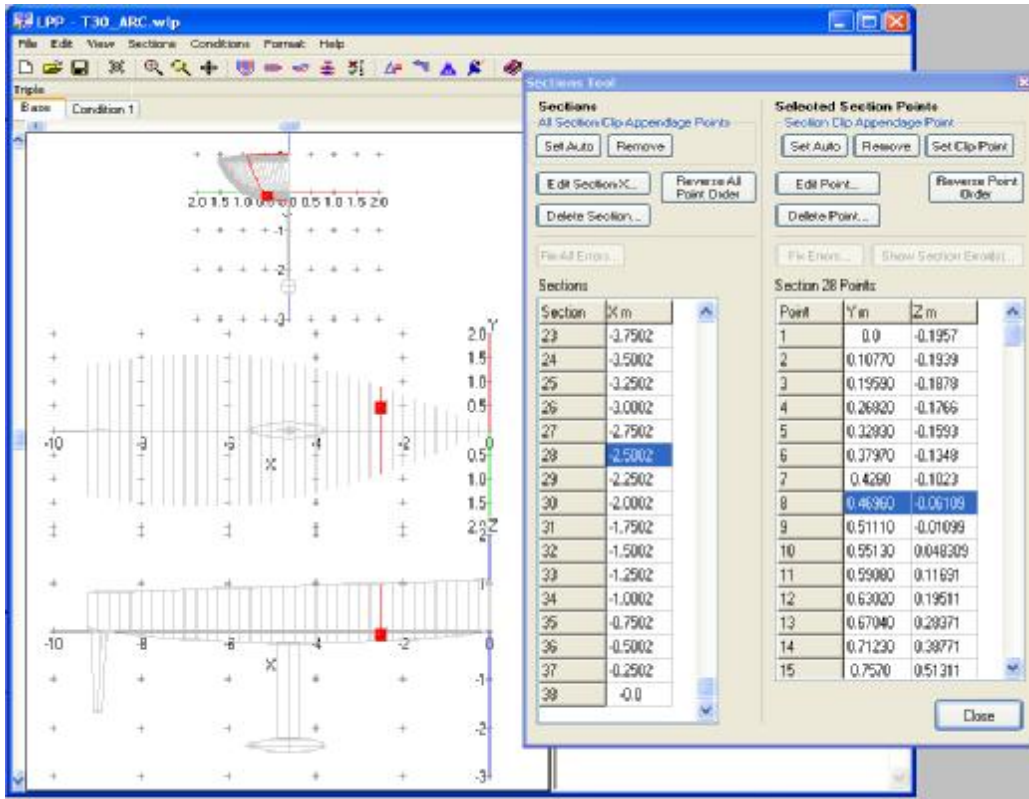 LPP - T30_ARC.wlp
File Edit View Sections Conditions Format Help
Triple
Base Condition 1
2.0 1.5 1.0 0.5 0.0 0.5 1.0 1.5 2.0
-1
-2
-3
Y
2.0
1.5
1.0
0.5
-10 -8 -6 -4 -2 0
X
0.5
1.0
1.5
2.0
Z
2
1
-10 -8 -6 -4 -2 0
X
-1
-2
-3
Sections Tool
Sections
All Section Clip Appendage Points
Set Auto Remove
Edit Section X... Reverse All Point Order
Delete Section...
Fix All Errors...
Sections
Section X m
23 -3.7502
24 -3.5002
25 -3.2502
26 -3.0002
27 -2.7502
28 -2.5002
29 -2.2502
30 -2.0002
31 -1.7502
32 -1.5002
33 -1.2502
34 -1.0002
35 -0.7502
36 -0.5002
37 -0.2502
38 -0.0
Selected Section Points
Section Clip Appendage Point
Set Auto Remove Set Clip Point
Edit Point... Reverse Point Order
Delete Point...
Fix Errors... Show Section Error(s)...
Section 28 Points:
Point Y m Z m
1 0.0 -0.1957
2 0.10770 -0.1939
3 0.19590 -0.1878
4 0.26820 -0.1766
5 0.32830 -0.1593
6 0.37970 -0.1348
7 0.4260 -0.1023
8 0.46960 -0.06109
9 0.51110 -0.01099
10 0.55130 0.048309
11 0.59080 0.11691
12 0.63020 0.19511
13 0.67040 0.28371
14 0.71230 0.38771
15 0.7570 0.51311
Close